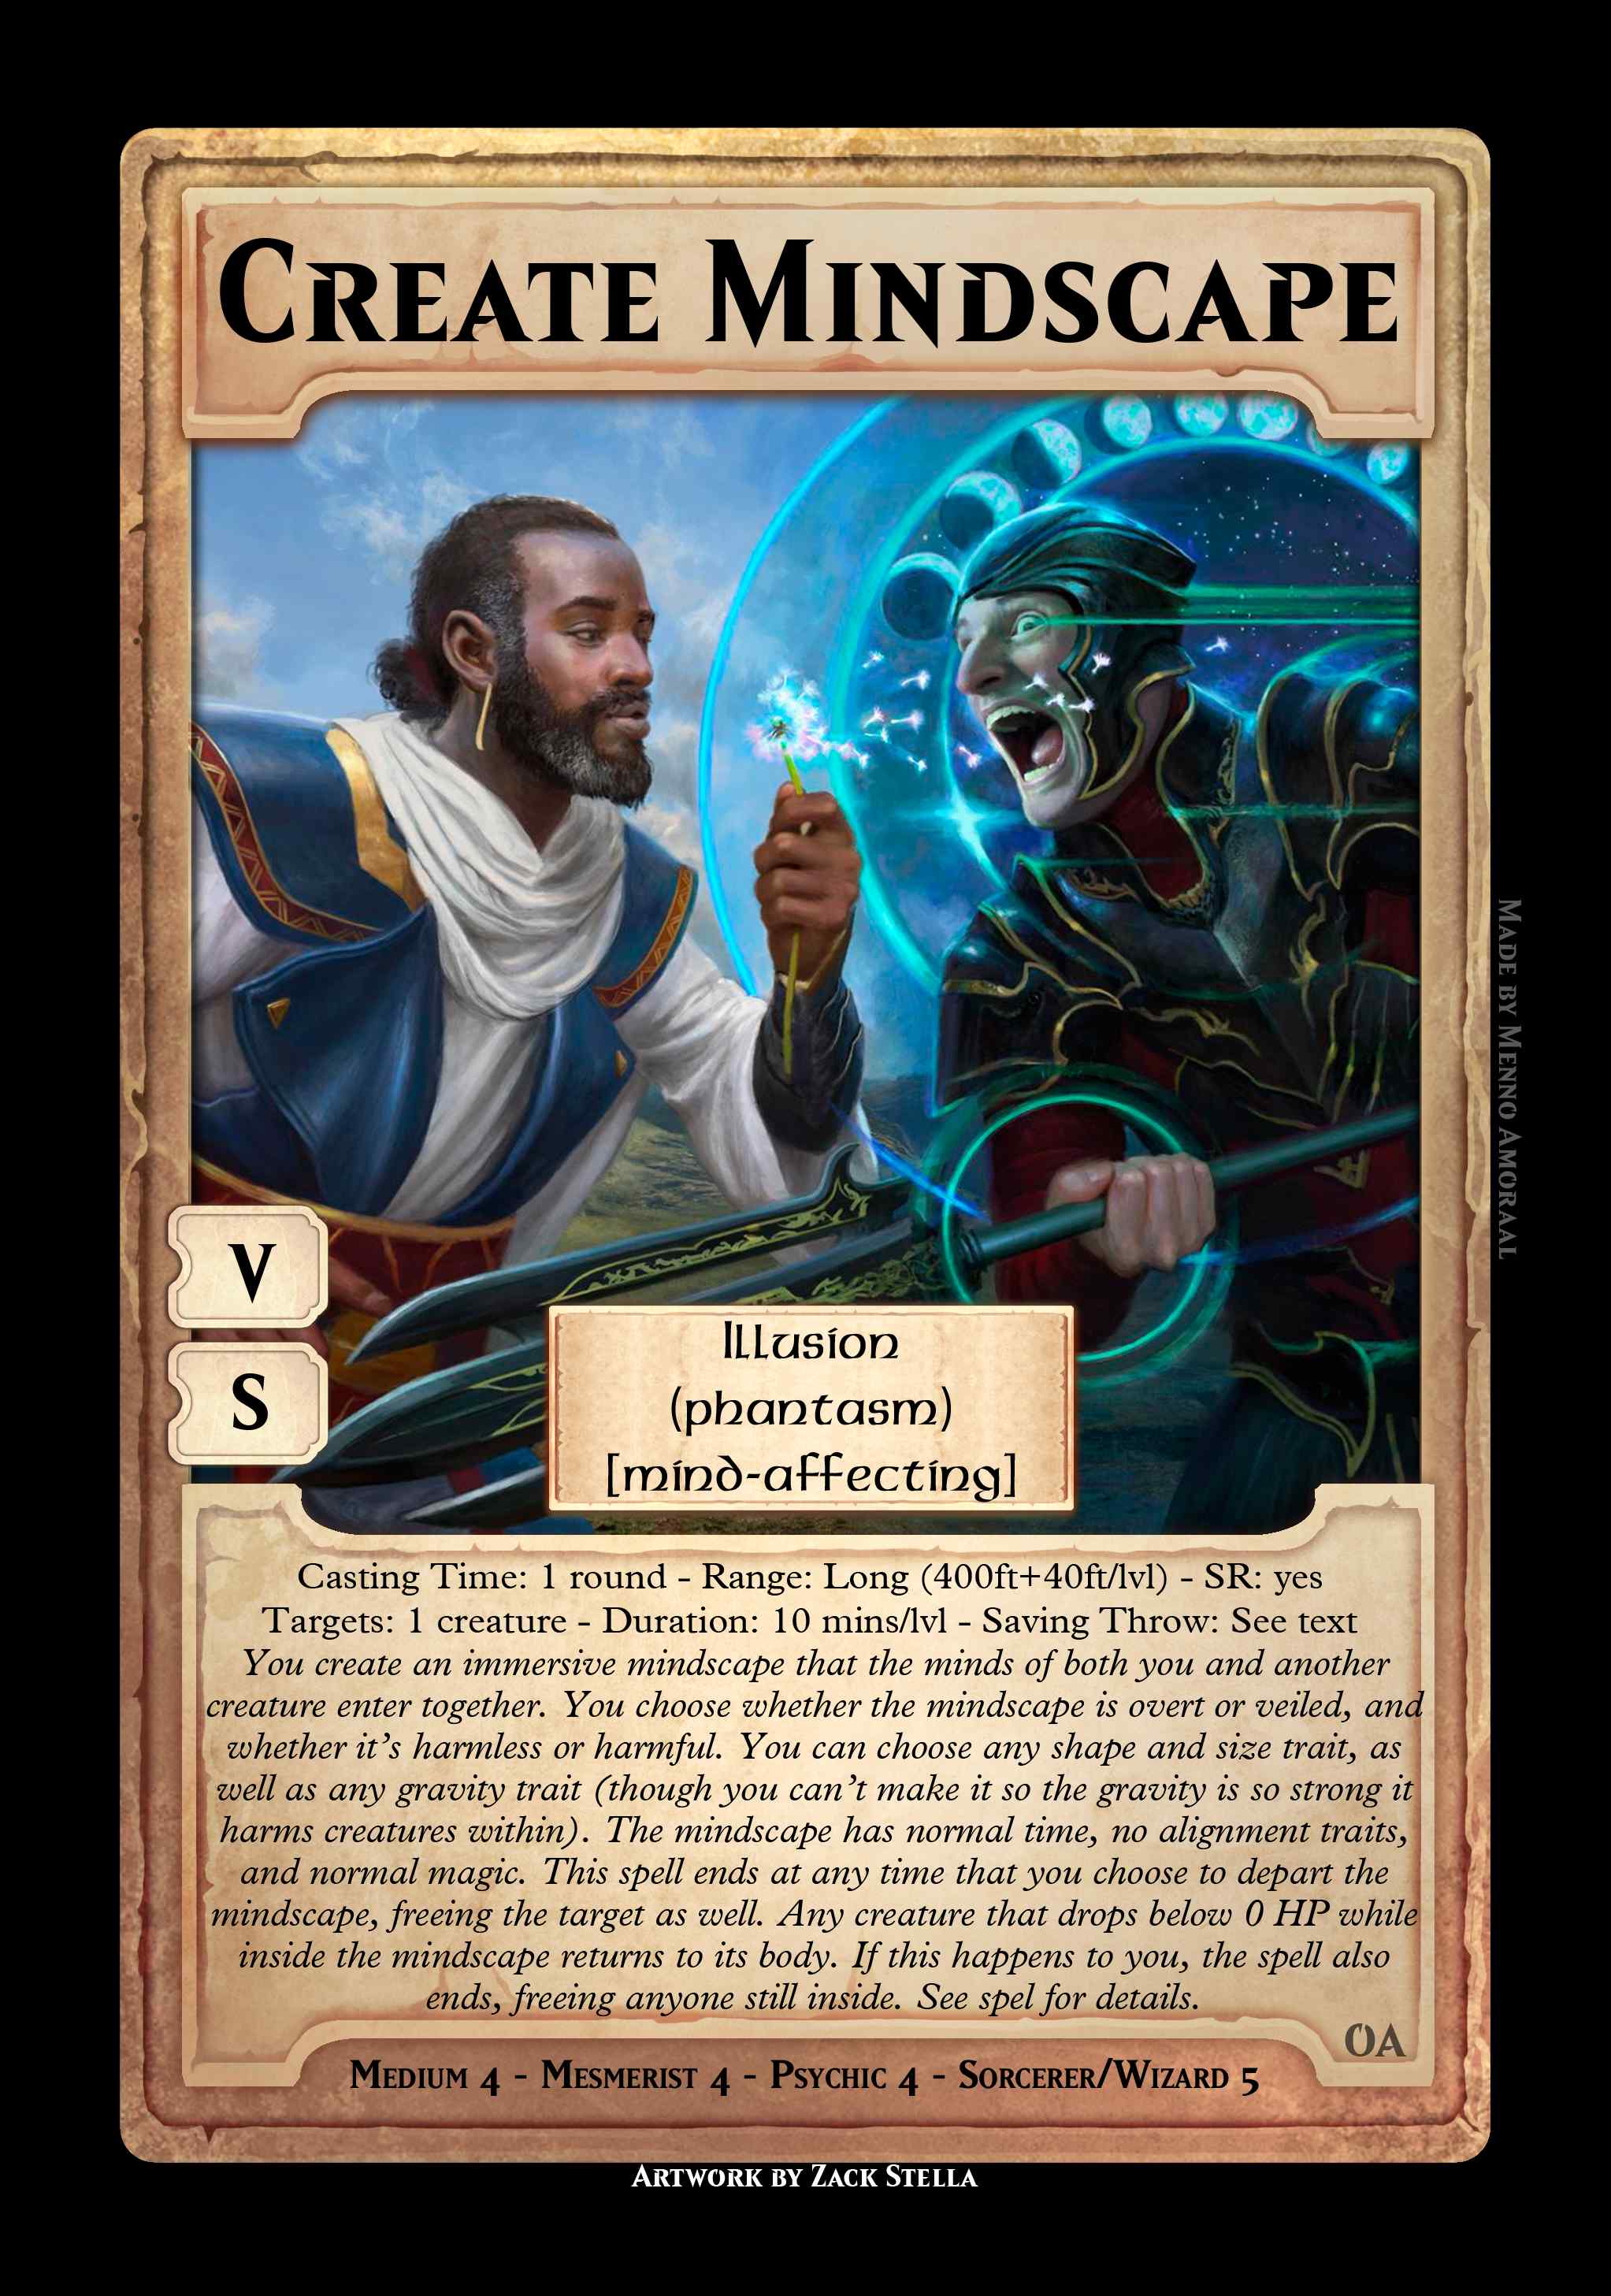 Create Mindscape
V
S
Illusion
(phantasm)
[mind-affecting]
Casting Time: 1 round - Range: Long (400ft+40ft/lvl) - SR: yes
Targets: 1 creature - Duration: 10 mins/lvl - Saving Throw: See text
You create an immersive mindscape that the minds of both you and another
creature enter together. You choose whether the mindscape is overt or veiled, and
whether it's harmless or harmful. You can choose any shape and size trait, as
well as any gravity trait (though you can't make it so the gravity is so strong it
harms creatures within). The mindscape has normal time, no alignment traits,
and normal magic. This spell ends at any time that you choose to depart the
mindscape, freeing the target as well. Any creature that drops below 0 HP while
inside the mindscape returns to its body. If this happens to you, the spell also
ends, freeing anyone still inside. See spel for details.
OA
Medium 4 - Mesmerist 4 - Psychic 4 - Sorcerer/Wizard 5
Artwork by Zack Stella
Made by Menno Amoraal